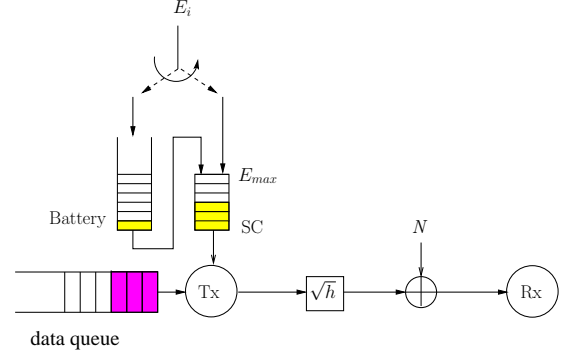 E_i
E_max
Battery
SC
N
Tx
√h
Rx
data queue